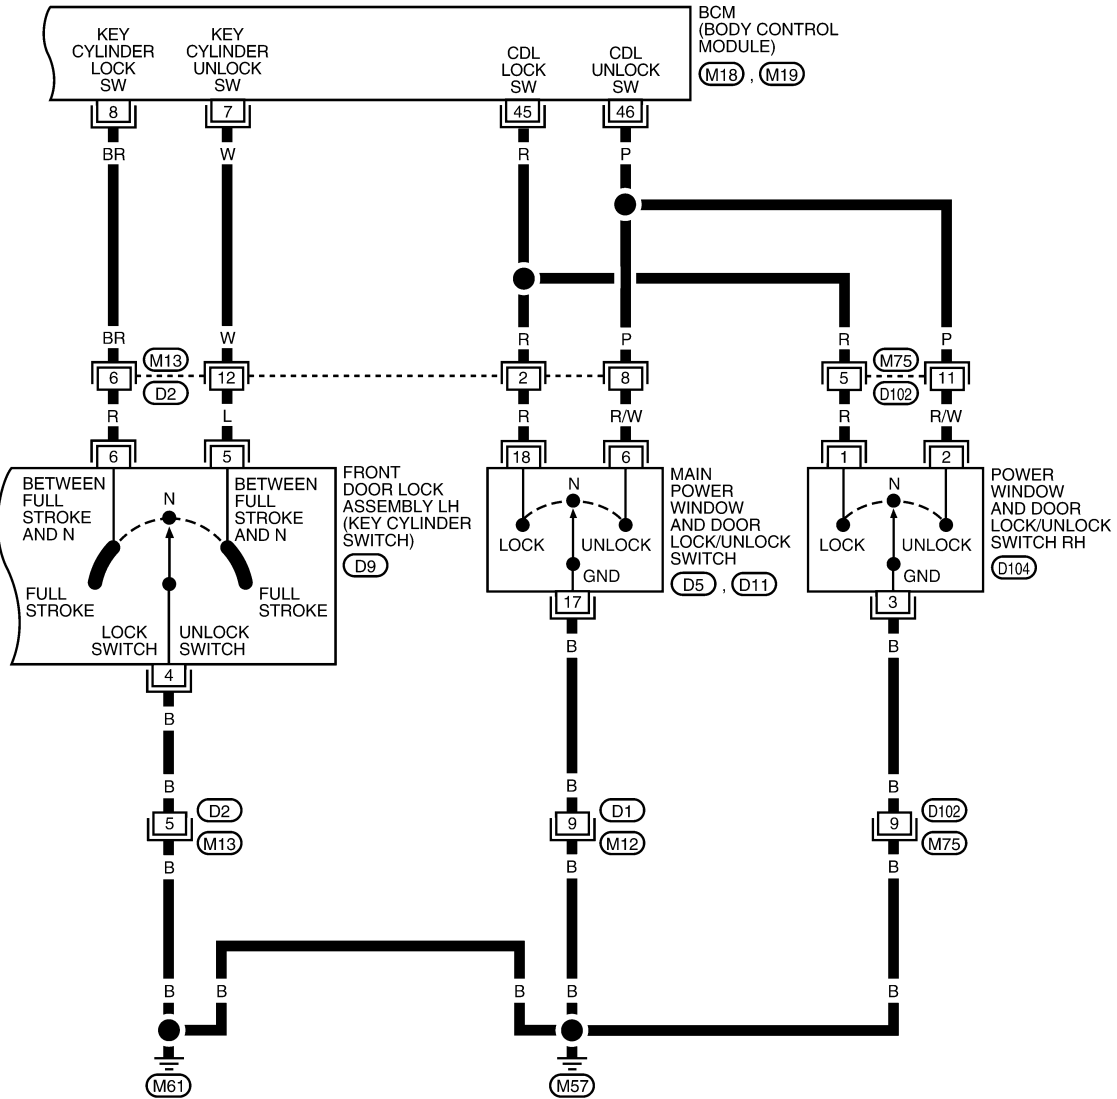 KEY
CYLINDER
LOCK
SW
KEY
CYLINDER
UNLOCK
SW
CDL
LOCK
SW
CDL
UNLOCK
SW
BCM
(BODY CONTROL
MODULE)
M18 , M19
8 7 45 46
BR W R P
BR W R P R P
M13 M75
6 12 2 8 5 11
D2 D102
R L R R/W R R/W
6 5 18 6 1 2
BETWEEN
FULL
STROKE
AND N
N
BETWEEN
FULL
STROKE
AND N
FULL
STROKE
FULL
STROKE
LOCK
SWITCH
UNLOCK
SWITCH
FRONT
DOOR LOCK
ASSEMBLY LH
(KEY CYLINDER
SWITCH)
D9
N
LOCK UNLOCK
GND
MAIN
POWER
WINDOW
AND DOOR
LOCK/UNLOCK
SWITCH
D5 , D11
N
LOCK UNLOCK
GND
POWER
WINDOW
AND DOOR
LOCK/UNLOCK
SWITCH RH
D104
4 17 3
B B B
B B B
D2 D1 D102
5 9 9
M13 M12 M75
B B B
B B B B B
M61 M57